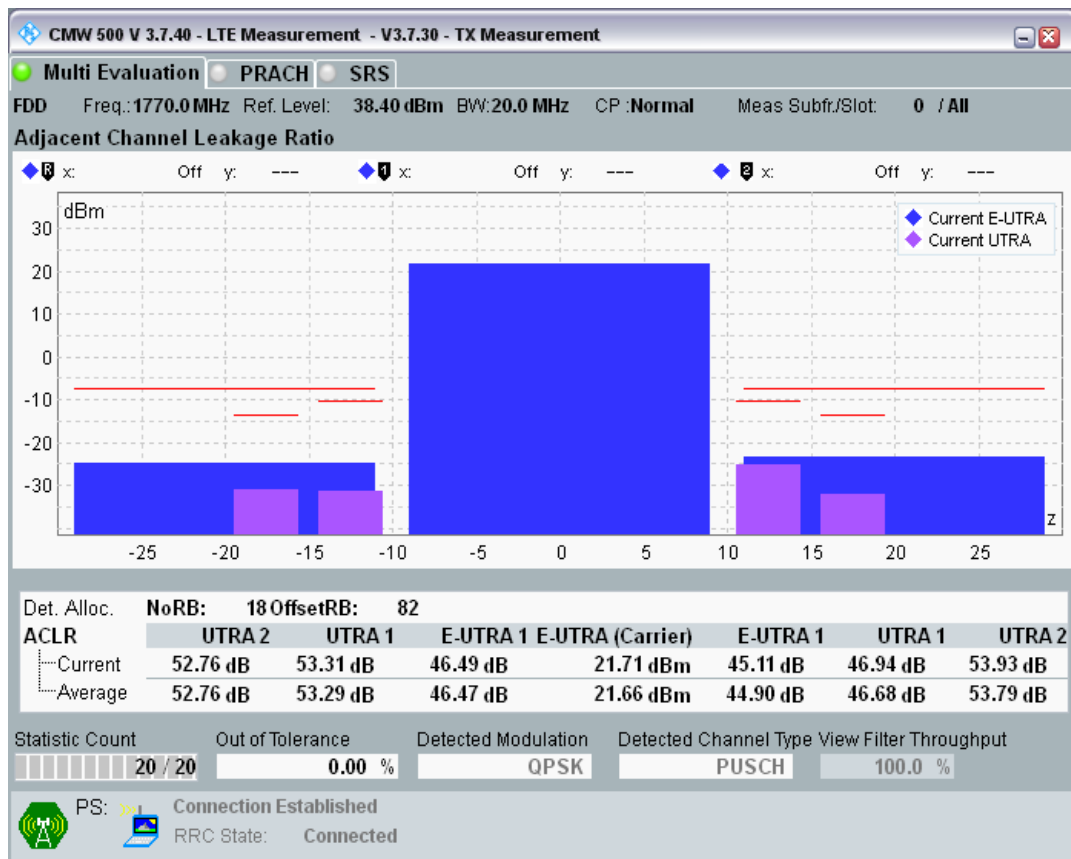 CMW 500 V 3.7.40 - LTE Measurement - V3.7.30 - TX Measurement
Multi Evaluation PRACH SRS
FDD Freq.:1770.0 MHz Ref. Level: 38.40 dBm BW:20.0 MHz CP :Normal Meas Subfr./Slot: 0 / All
Adjacent Channel Leakage Ratio
R x: Off y: --- 1 x: Off y: --- 2 x: Off y: ---
dBm
Current E-UTRA
Current UTRA
30
20
10
0
-10
-20
-30
z
-25 -20 -15 -10 -5 0 5 10 15 20 25
Det. Alloc. NoRB: 18 OffsetRB: 82
ACLR UTRA 2 UTRA 1 E-UTRA 1 E-UTRA (Carrier) E-UTRA 1 UTRA 1 UTRA 2
Current 52.76 dB 53.31 dB 46.49 dB 21.71 dBm 45.11 dB 46.94 dB 53.93 dB
Average 52.76 dB 53.29 dB 46.47 dB 21.66 dBm 44.90 dB 46.68 dB 53.79 dB
Statistic Count Out of Tolerance Detected Modulation Detected Channel Type View Filter Throughput
20 / 20 0.00 % QPSK PUSCH 100.0 %
PS: Connection Established
RRC State: Connected